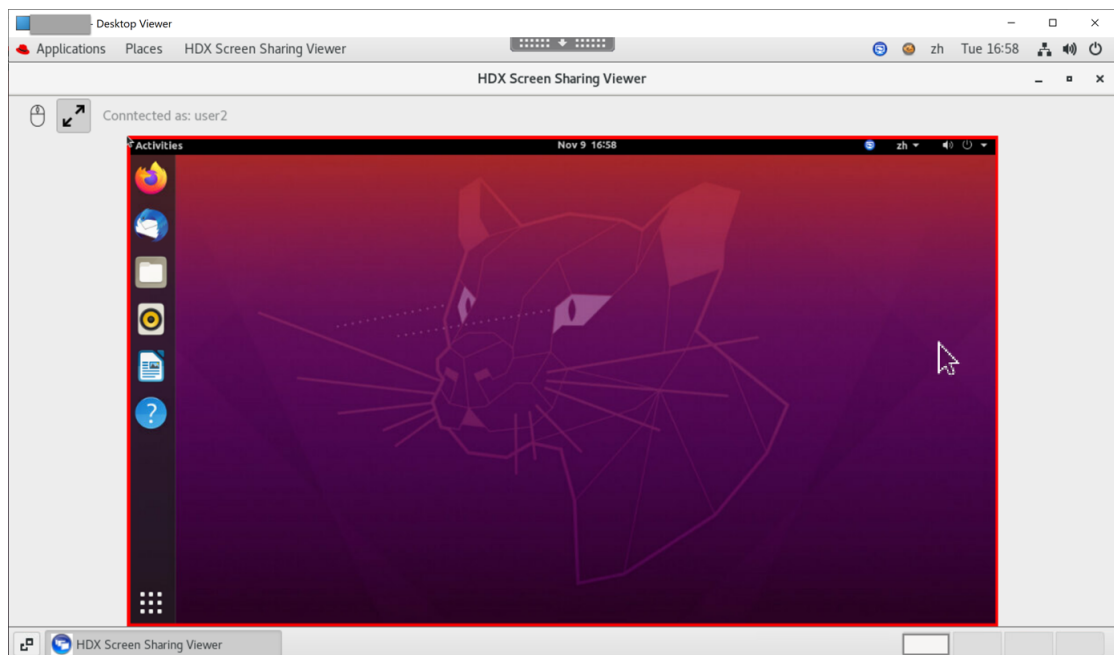 - Desktop Viewer
Applications Places HDX Screen Sharing Viewer zh Tue 16:58
HDX Screen Sharing Viewer
Conntected as: user2
Activities Nov 9 16:58 zh
?
HDX Screen Sharing Viewer